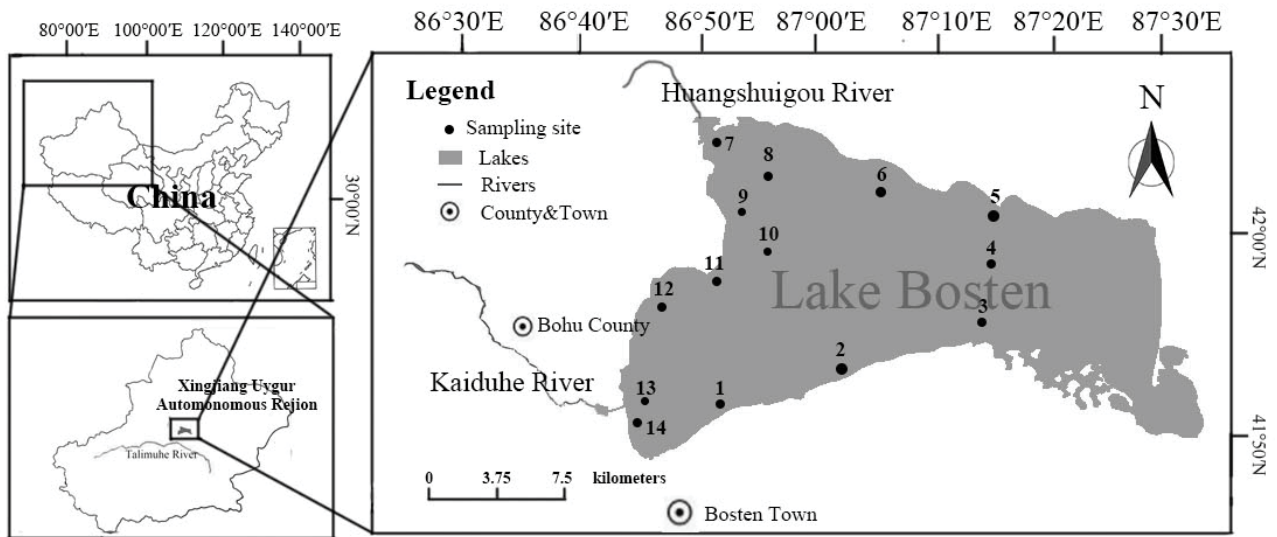 80°00′E 100°00′E 120°00′E 140°00′E
30°00′N
China
Xingjiang Uygur
Automonomous Rejion
Talimuhe River
86°30′E 86°40′E 86°50′E 87°00′E 87°10′E 87°20′E 87°30′E
42°00′N
41°50′N
Legend
Sampling site
Lakes
Rivers
County&Town
Huangshuigou River
N
7
8
6
9
5
10
4
11
Lake Bosten
12
3
Bohu County
2
Kaiduhe River
13
1
14
0 3.75 7.5 kilometers
Bosten Town